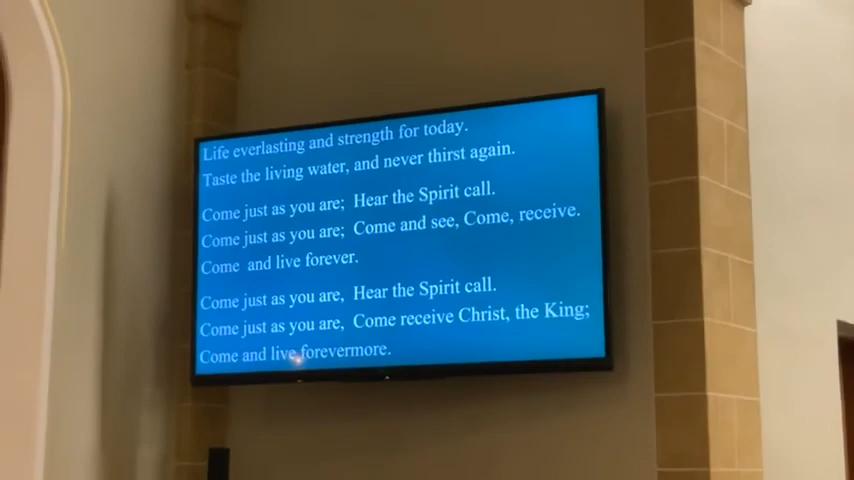 Life everlasting and strength for today.
Taste the living water, and never thirst again.
Come just as you are; Hear the Spirit call.
Come just as you are; Come and see, Come, receive.
Come and live forever.
Come just as you are, Hear the Spirit call.
Come just as you are, Come receive Christ, the King;
Come and live forevermore.